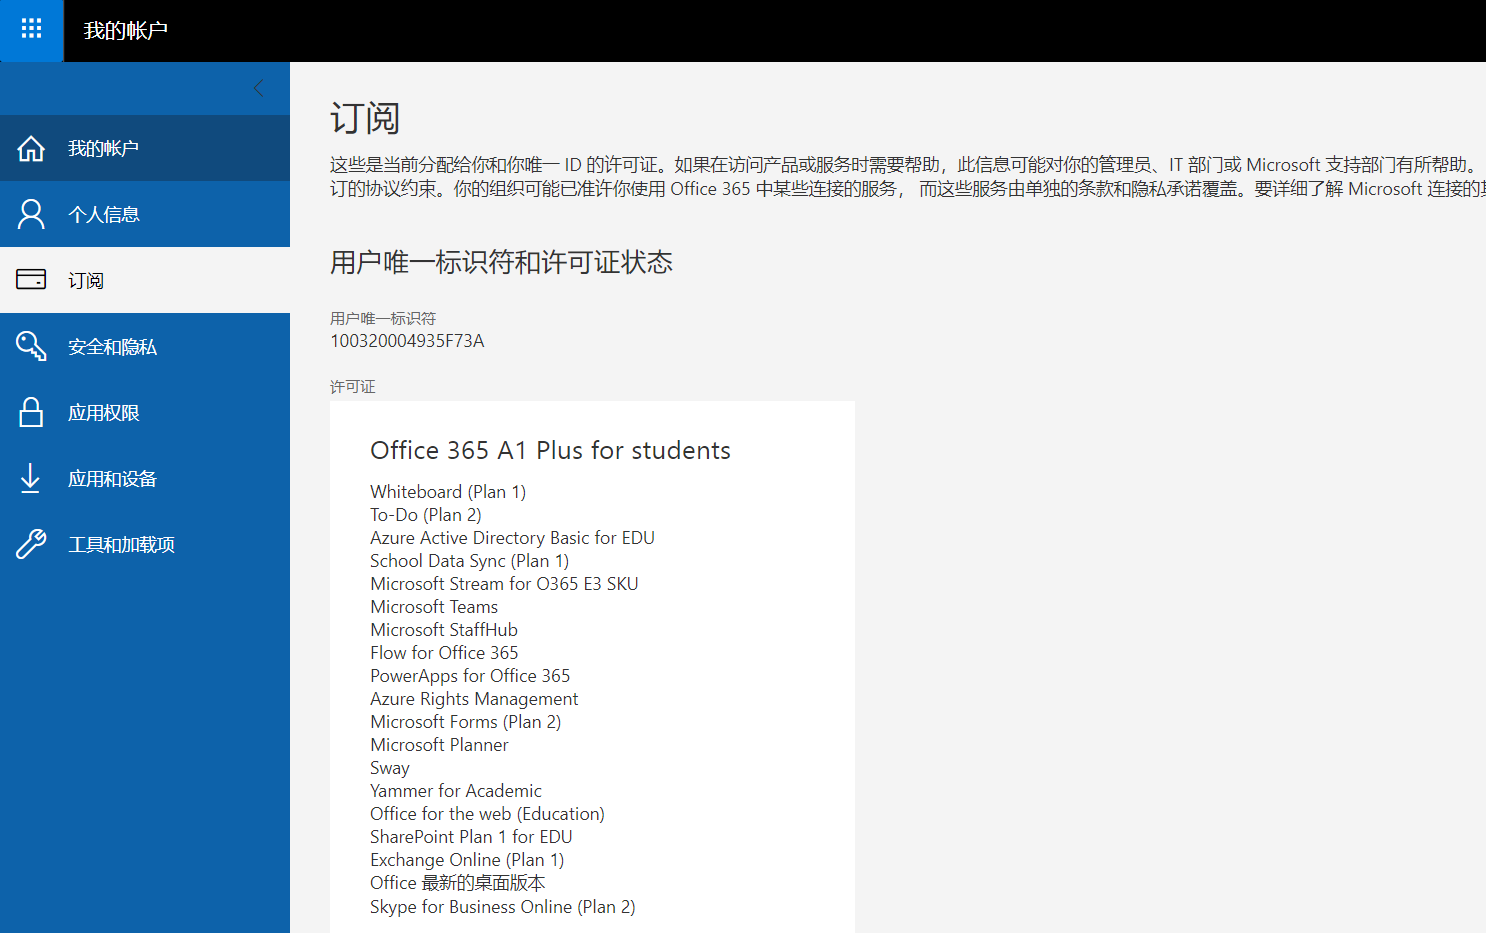 我的帐户
我的帐户
个人信息
订阅
安全和隐私
应用权限
应用和设备
工具和加载项
订阅
这些是当前分配给你和你唯一 ID 的许可证。如果在访问产品或服务时需要帮助，此信息可能对你的管理员、IT 部门或 Microsoft 支持部门有所帮助。
订的协议约束。你的组织可能已准许你使用 Office 365 中某些连接的服务， 而这些服务由单独的条款和隐私承诺覆盖。要详细了解 Microsoft 连接的
用户唯一标识符和许可证状态
用户唯一标识符
100320004935F73A
许可证
Office 365 A1 Plus for students
Whiteboard (Plan 1)
To-Do (Plan 2)
Azure Active Directory Basic for EDU
School Data Sync (Plan 1)
Microsoft Stream for O365 E3 SKU
Microsoft Teams
Microsoft StaffHub
Flow for Office 365
PowerApps for Office 365
Azure Rights Management
Microsoft Forms (Plan 2)
Microsoft Planner
Sway
Yammer for Academic
Office for the web (Education)
SharePoint Plan 1 for EDU
Exchange Online (Plan 1)
Office 最新的桌面版本
Skype for Business Online (Plan 2)